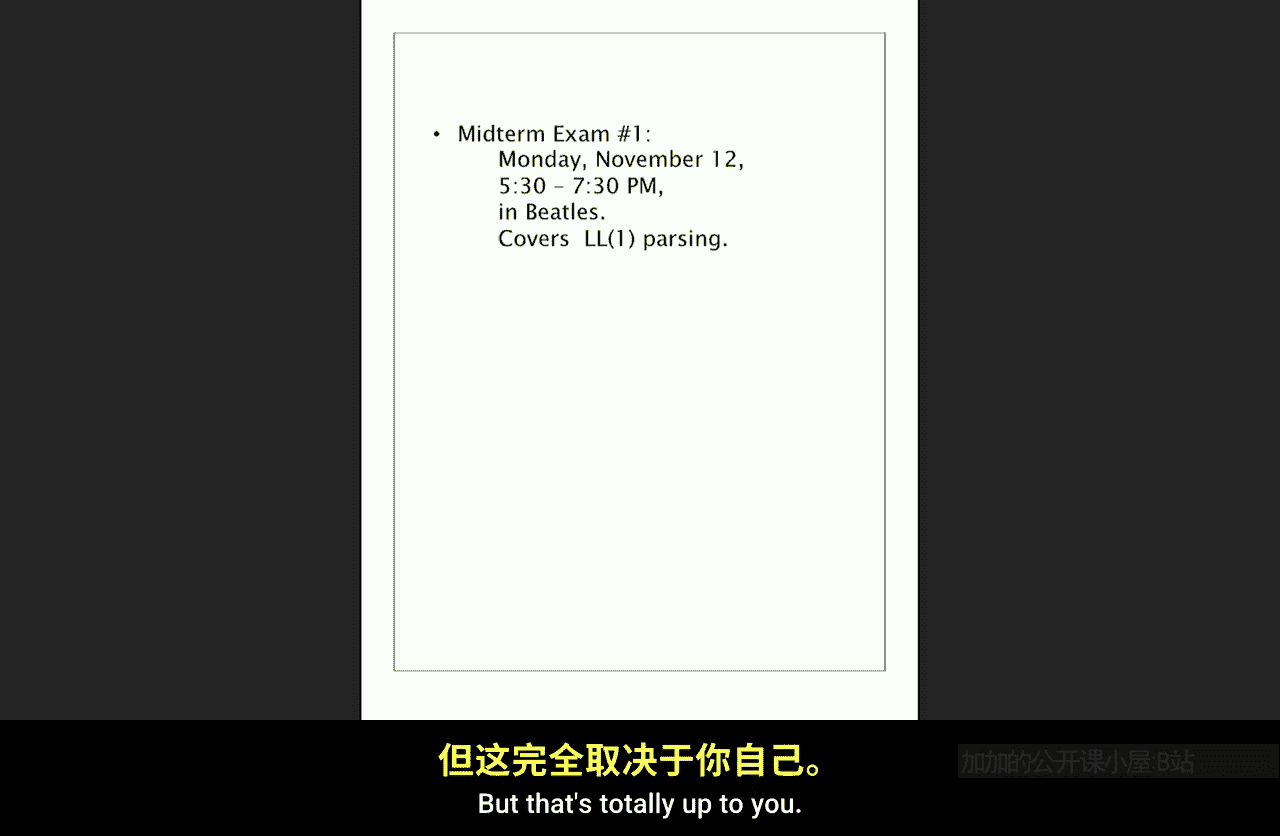 • Midterm Exam #1:
Monday, November 12,
5:30 – 7:30 PM,
in Beatles.
Covers LL(1) parsing.
但这完全取决于你自己。
加加的公开课小屋:B站
But that's totally up to you.